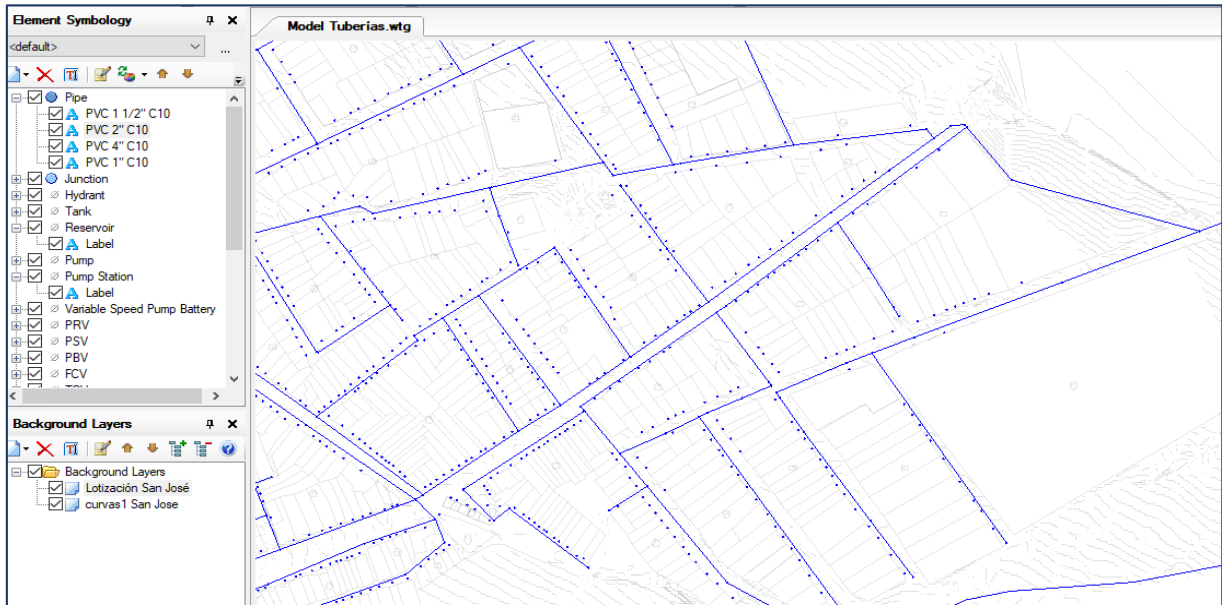 Element Symbology
<default>
...
Pipe
PVC 1 1/2" C10
PVC 2" C10
PVC 4" C10
PVC 1" C10
Junction
Hydrant
Tank
Reservoir
Label
Pump
Pump Station
Label
Variable Speed Pump Battery
PRV
PSV
PBV
FCV
Background Layers
Background Layers
Lotización San José
curvas1 San Jose
Model Tuberías.wtg